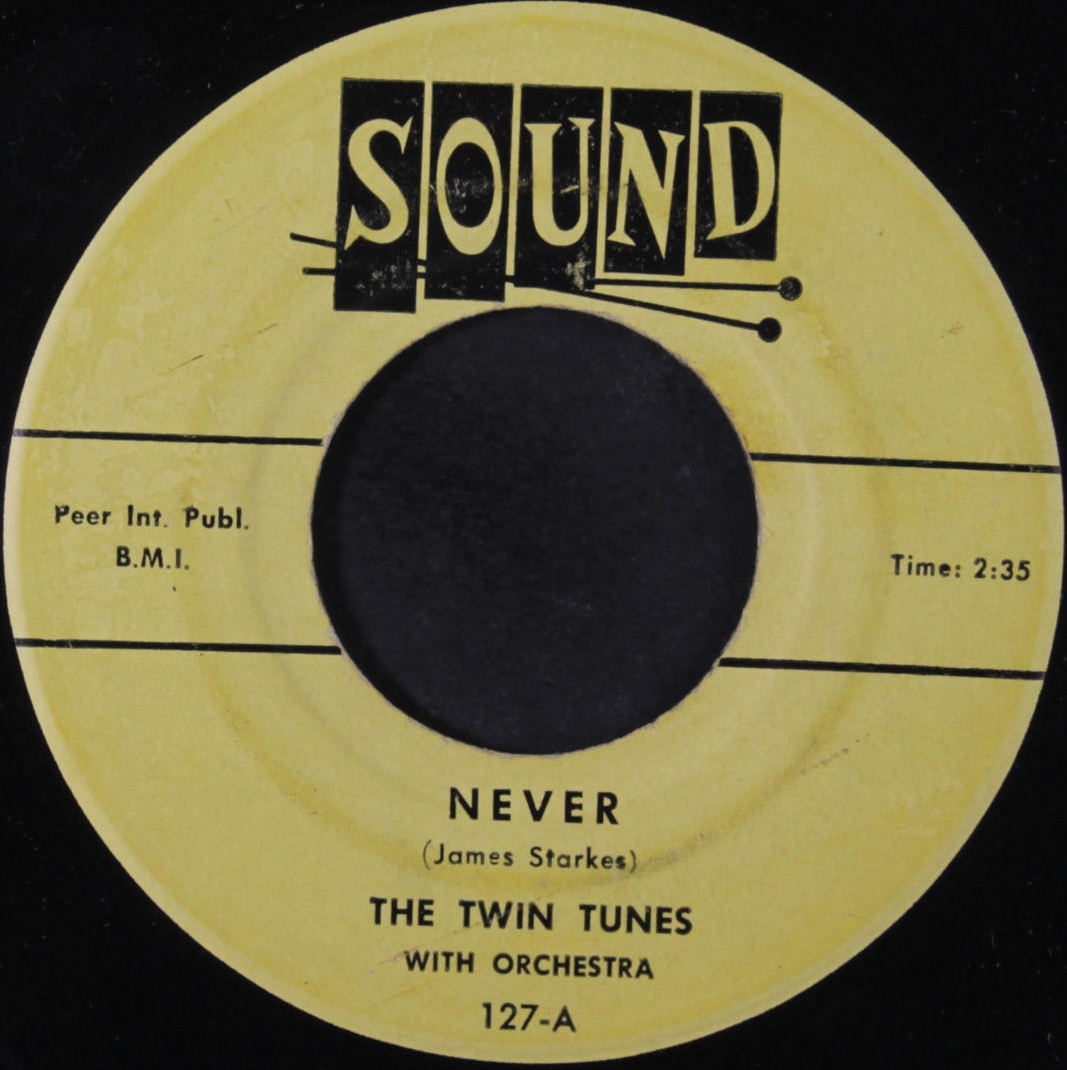 SOUND
Peer Int. Publ.
B.M.I.
Time: 2:35
NEVER
(James Starkes)
THE TWIN TUNES
WITH ORCHESTRA
127-A